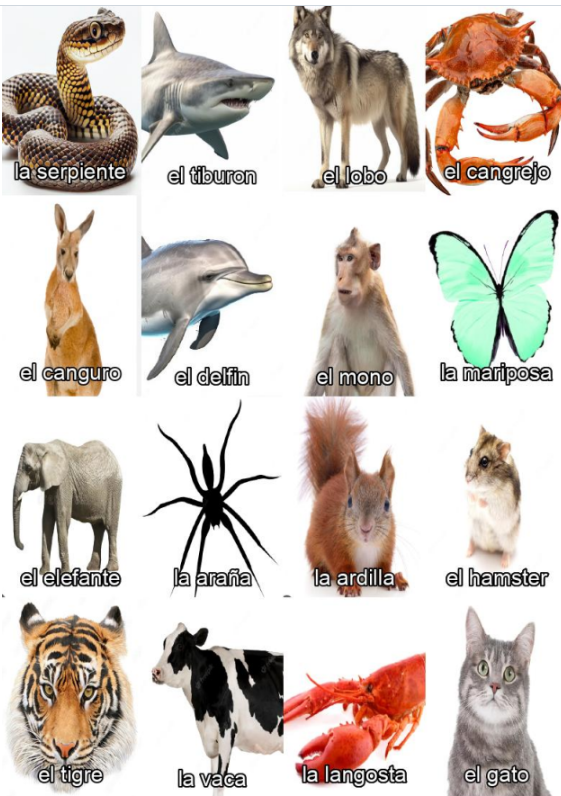 la serpiente
el tiburon
el lobo
el cangrejo
el canguro
el delfin
el mono
la mariposa
el elefante
la araña
la ardilla
el hamster
el tigre
la vaca
la langosta
el gato